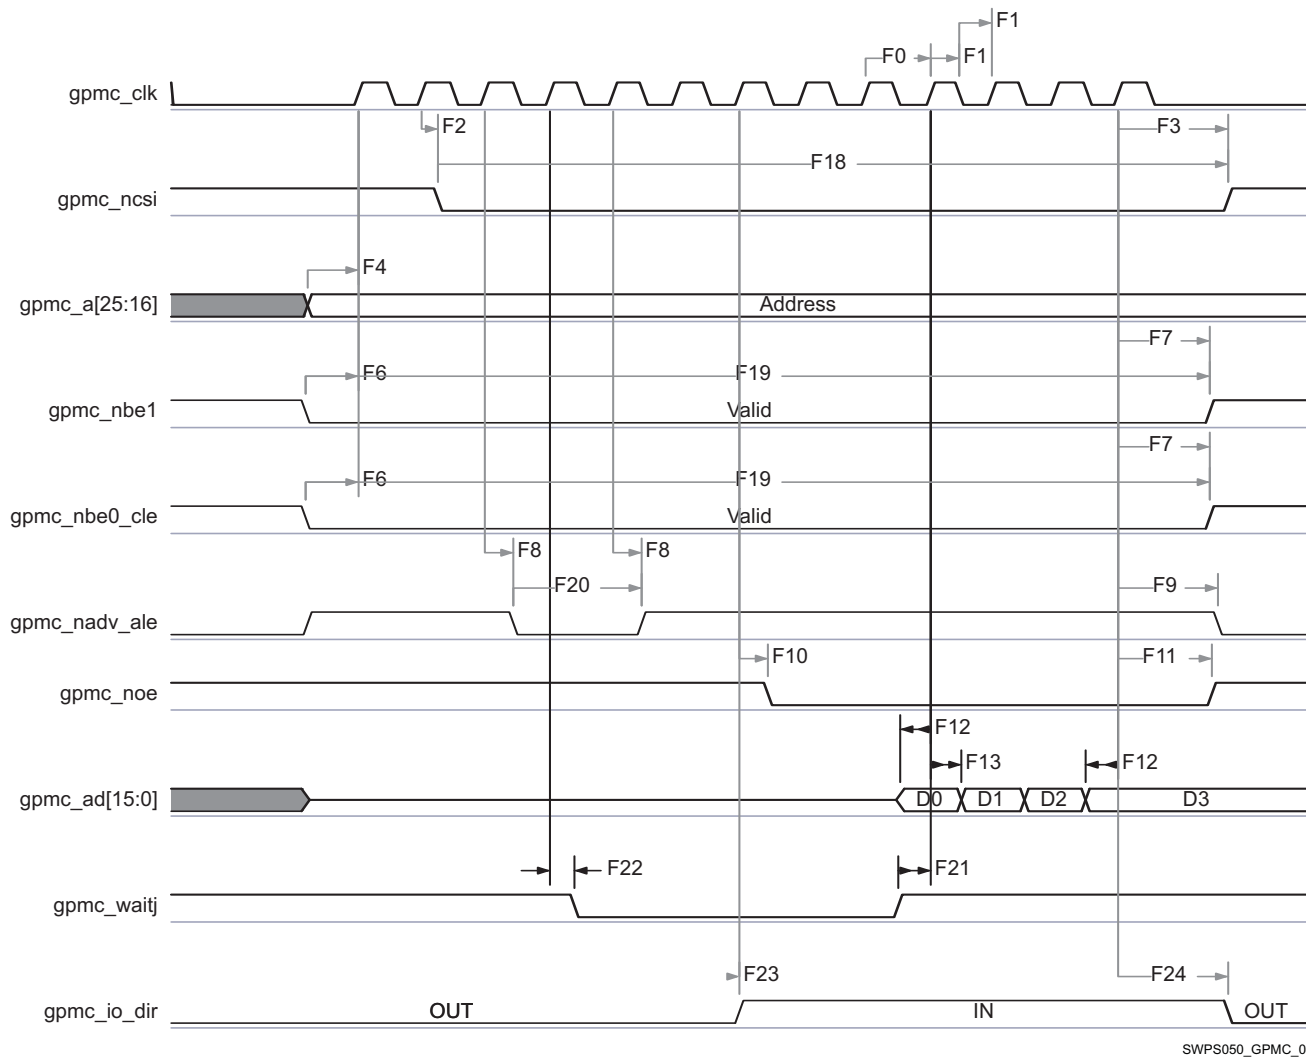 F1
F0 F1
gpmc_clk
F2 F3
F18
gpmc_ncsi
F4
gpmc_a[25:16] Address
F7
F6 F19
gpmc_nbe1 Valid
F7
F6 F19
gpmc_nbe0_cle Valid
F8 F8
F20 F9
gpmc_nadv_ale
F10 F11
gpmc_noe
F12
F13 F12
gpmc_ad[15:0] D0 D1 D2 D3
F22 F21
gpmc_waitj
F23 F24
gpmc_io_dir OUT IN OUT
SWPS050_GPMC_0